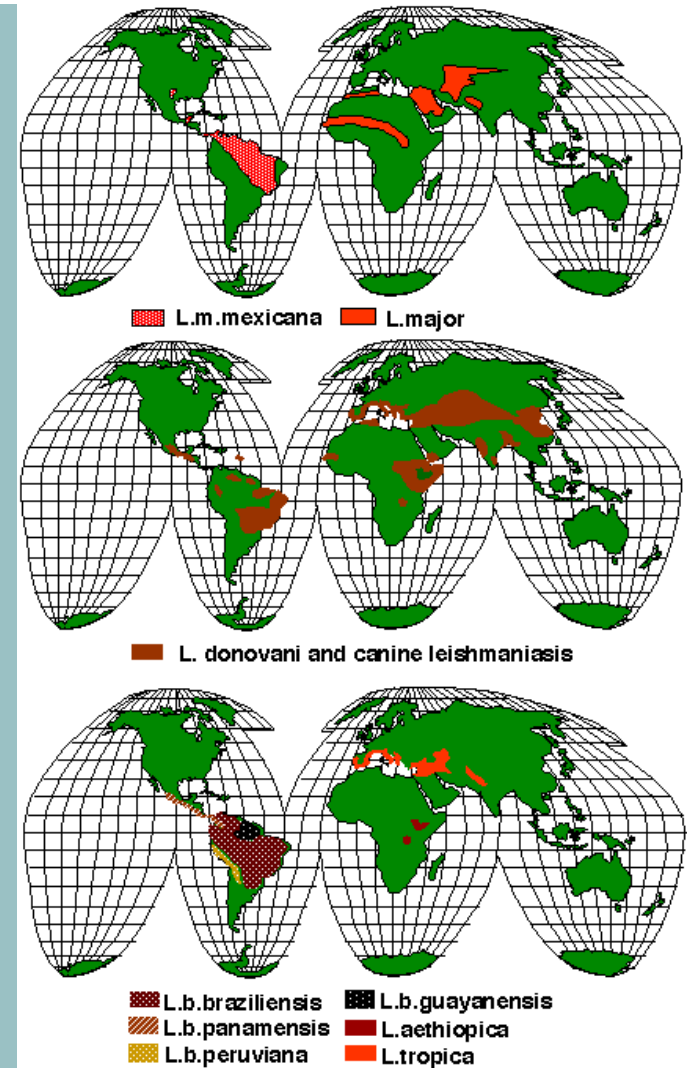 L.m.mexicana L.major
L. donovani and canine leishmaniasis
L.b.braziliensis L.b.guayanensis
L.b.panamensis L.aethiopica
L.b.peruviana L.tropica